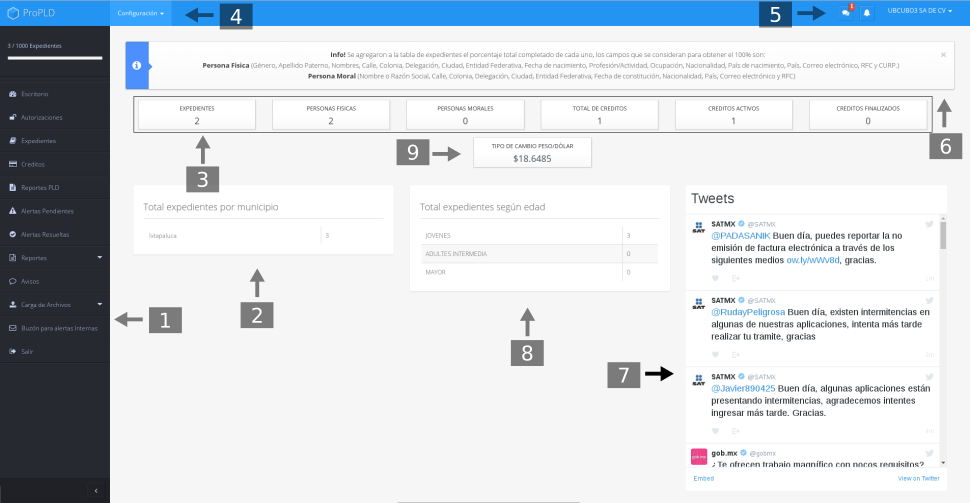 ProPLD
Configuración
4
5
1
UBCUBO3 SA DE CV
3 / 1000 Expedientes
Escritorio
Autorizaciones
Expedientes
Creditos
Reportes PLD
Alertas Pendientes
Alertas Resueltas
Reportes
Avisos
Carga de Archivos
Buzón para alertas Internas
Salir
Info! Se agregaron a la tabla de expedientes el porcentaje total completado de cada uno, los campos que se consideran para obtener el 100% son:
Persona Fisica (Género, Apellido Paterno, Nombres, Calle, Colonia, Delegación, Ciudad, Entidad Federativa, Fecha de nacimiento, Profesión/Actividad, Ocupación, Nacionalidad, País de nacimiento, País, Correo electrónico, RFC y CURP.)
Persona Moral (Nombre o Razón Social, Calle, Colonia, Delegación, Ciudad, Entidad Federativa, Fecha de constitución, Nacionalidad, País, Correo electrónico y RFC)
×
EXPEDIENTES
2
PERSONAS FISICAS
2
PERSONAS MORALES
0
TOTAL DE CREDITOS
1
CREDITOS ACTIVOS
1
CREDITOS FINALIZADOS
0
6
3
9
TIPO DE CAMBIO PESO/DÓLAR
$18.6485
Total expedientes por municipio
Ixtapaluca 3
2
1
Total expedientes según edad
JOVENES 3
ADULTES INTERMEDIA 0
MAYOR 0
8
7
Tweets
SATMX @SATMX
@PADASANIK Buen día, puedes reportar la no
emisión de factura electrónica a través de los
siguientes medios ow.ly/wWv8d, gracias.
SATMX @SATMX
@RudayPeligrosa Buen día, existen intermitencias en
algunas de nuestras aplicaciones, intenta más tarde
realizar tu tramite, gracias
SATMX @SATMX
@Javier890425 Buen día, algunas aplicaciones están
presentando intermitencias, agradecemos intentes
ingresar más tarde. Gracias.
gob.mx @gobmx
¿Te ofrecen trabajo magnífico con pocos requisitos?
Embed
View on Twitter